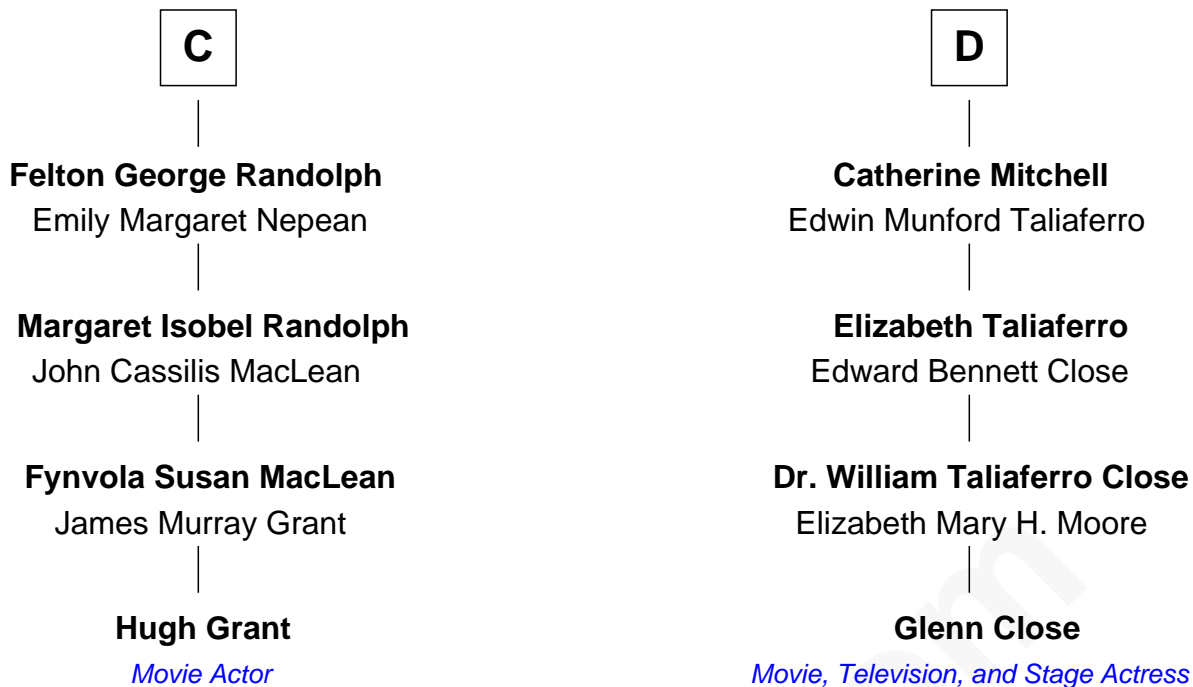 C
Felton George Randolph
Emily Margaret Nepean
Margaret Isobel Randolph
John Cassilis MacLean
Fynvola Susan MacLean
James Murray Grant
Hugh Grant
Movie Actor
D
Catherine Mitchell
Edwin Munford Taliaferro
Elizabeth Taliaferro
Edward Bennett Close
Dr. William Taliaferro Close
Elizabeth Mary H. Moore
Glenn Close
Movie, Television, and Stage Actress